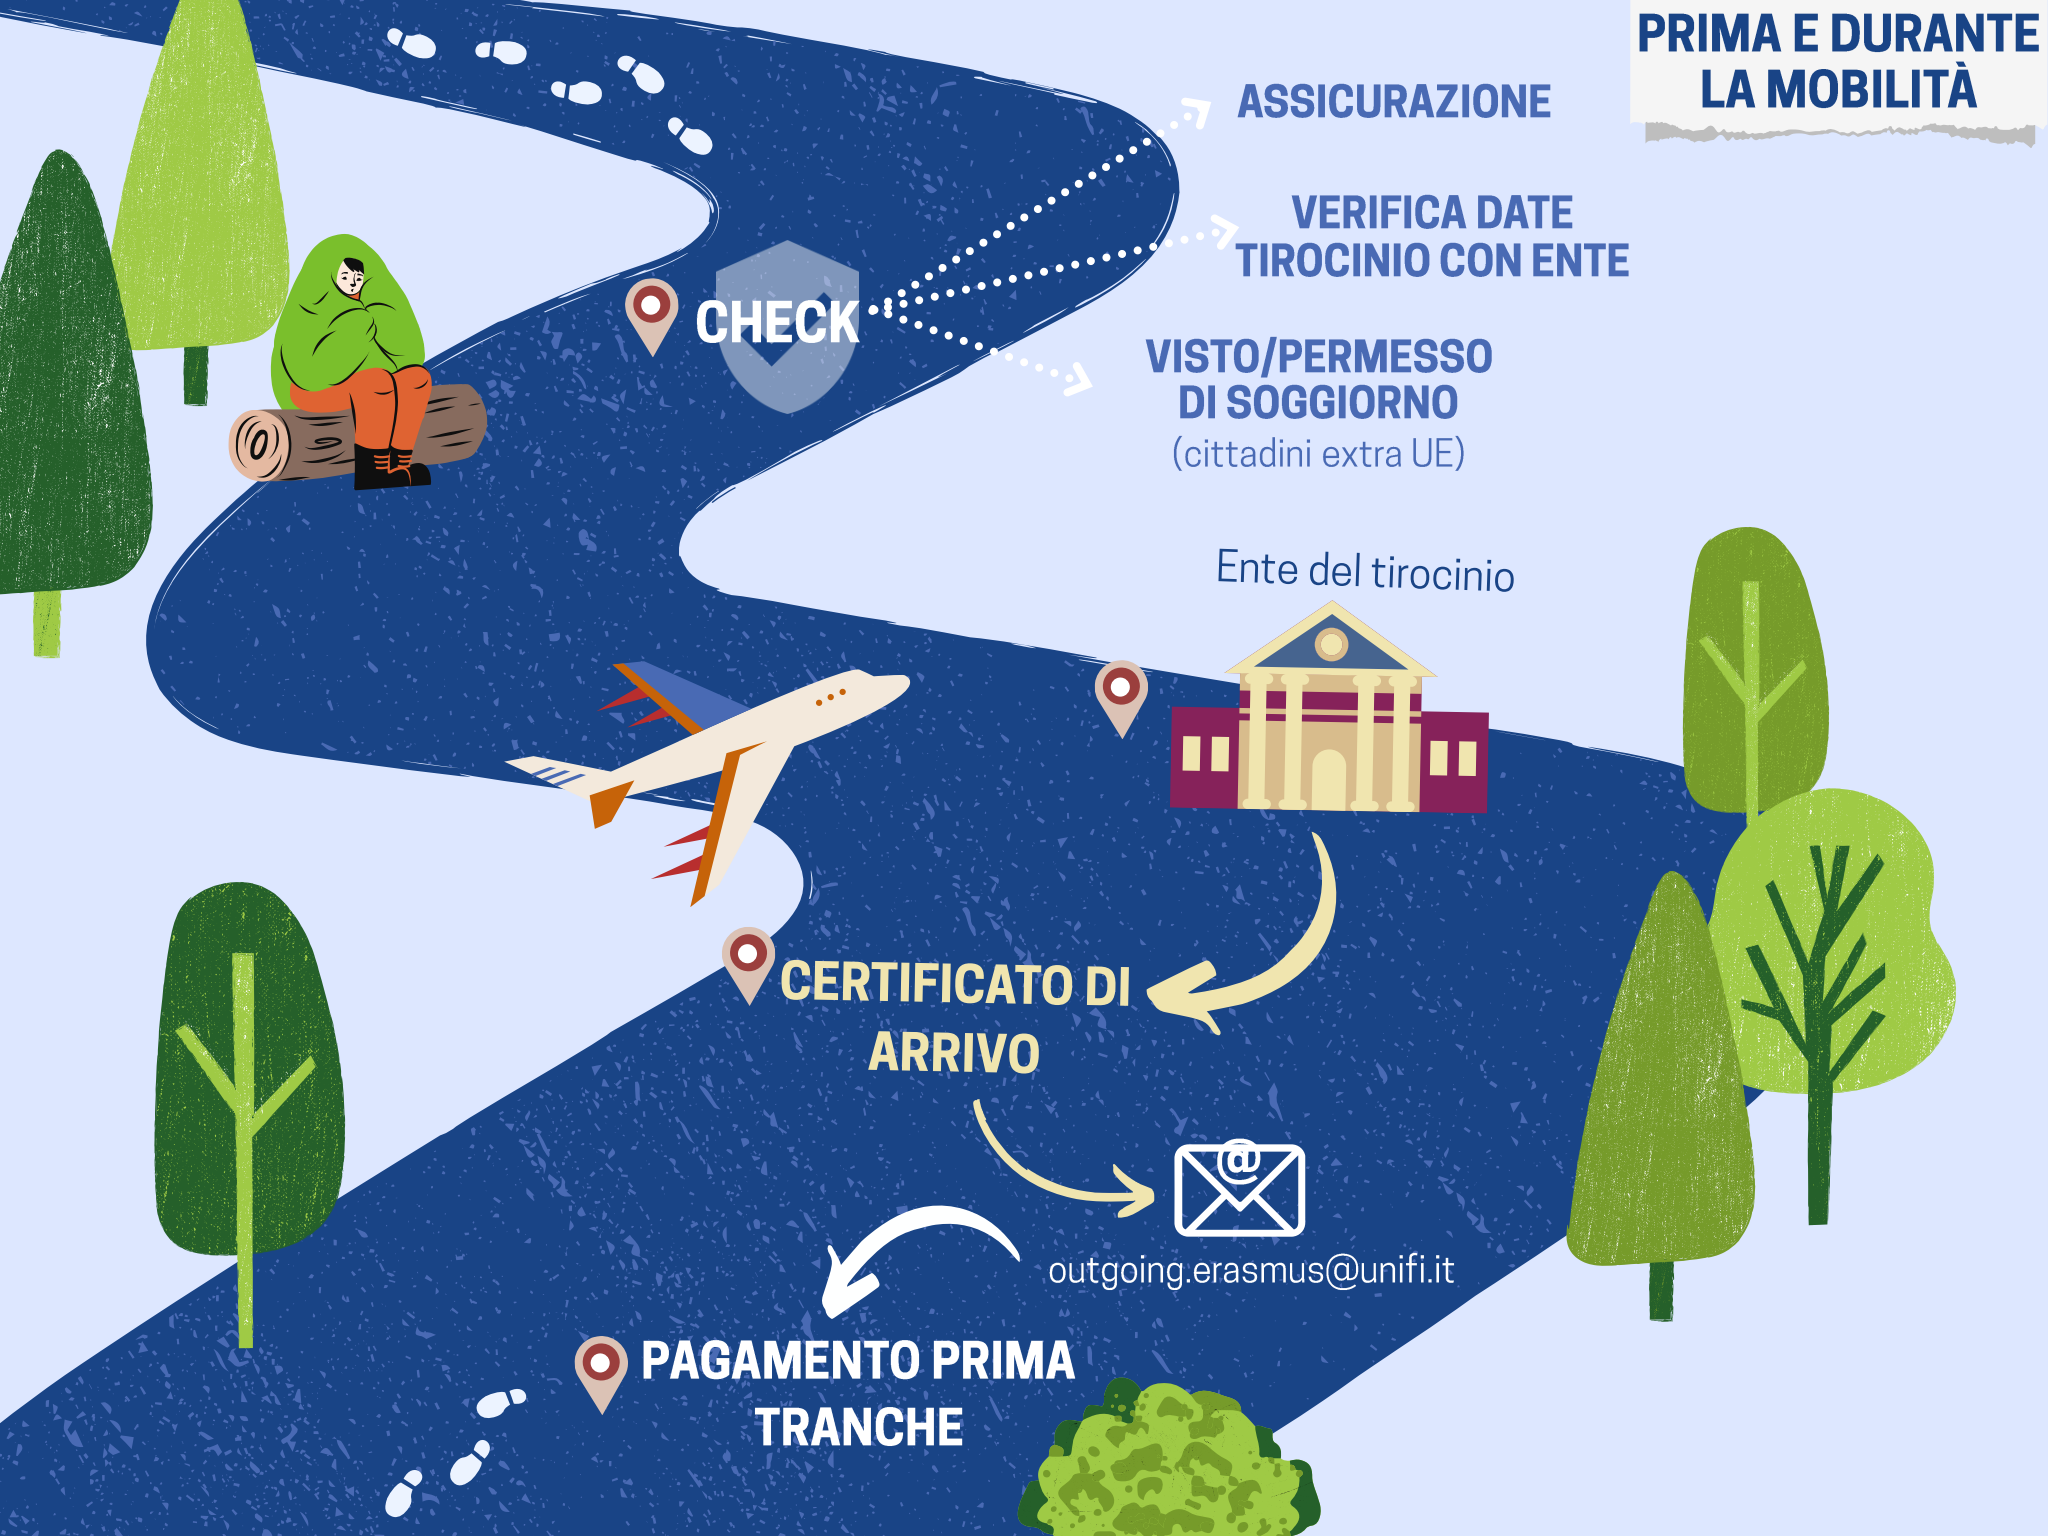 PRIMA E DURANTE
LA MOBILITÀ
ASSICURAZIONE
VERIFICA DATE
TIROCINIO CON ENTE
CHECK
VISTO/PERMESSO
DI SOGGIORNO
(cittadini extra UE)
Ente del tirocinio
CERTIFICATO DI
ARRIVO
@
outgoing.erasmus@unifi.it
PAGAMENTO PRIMA
TRANCHE